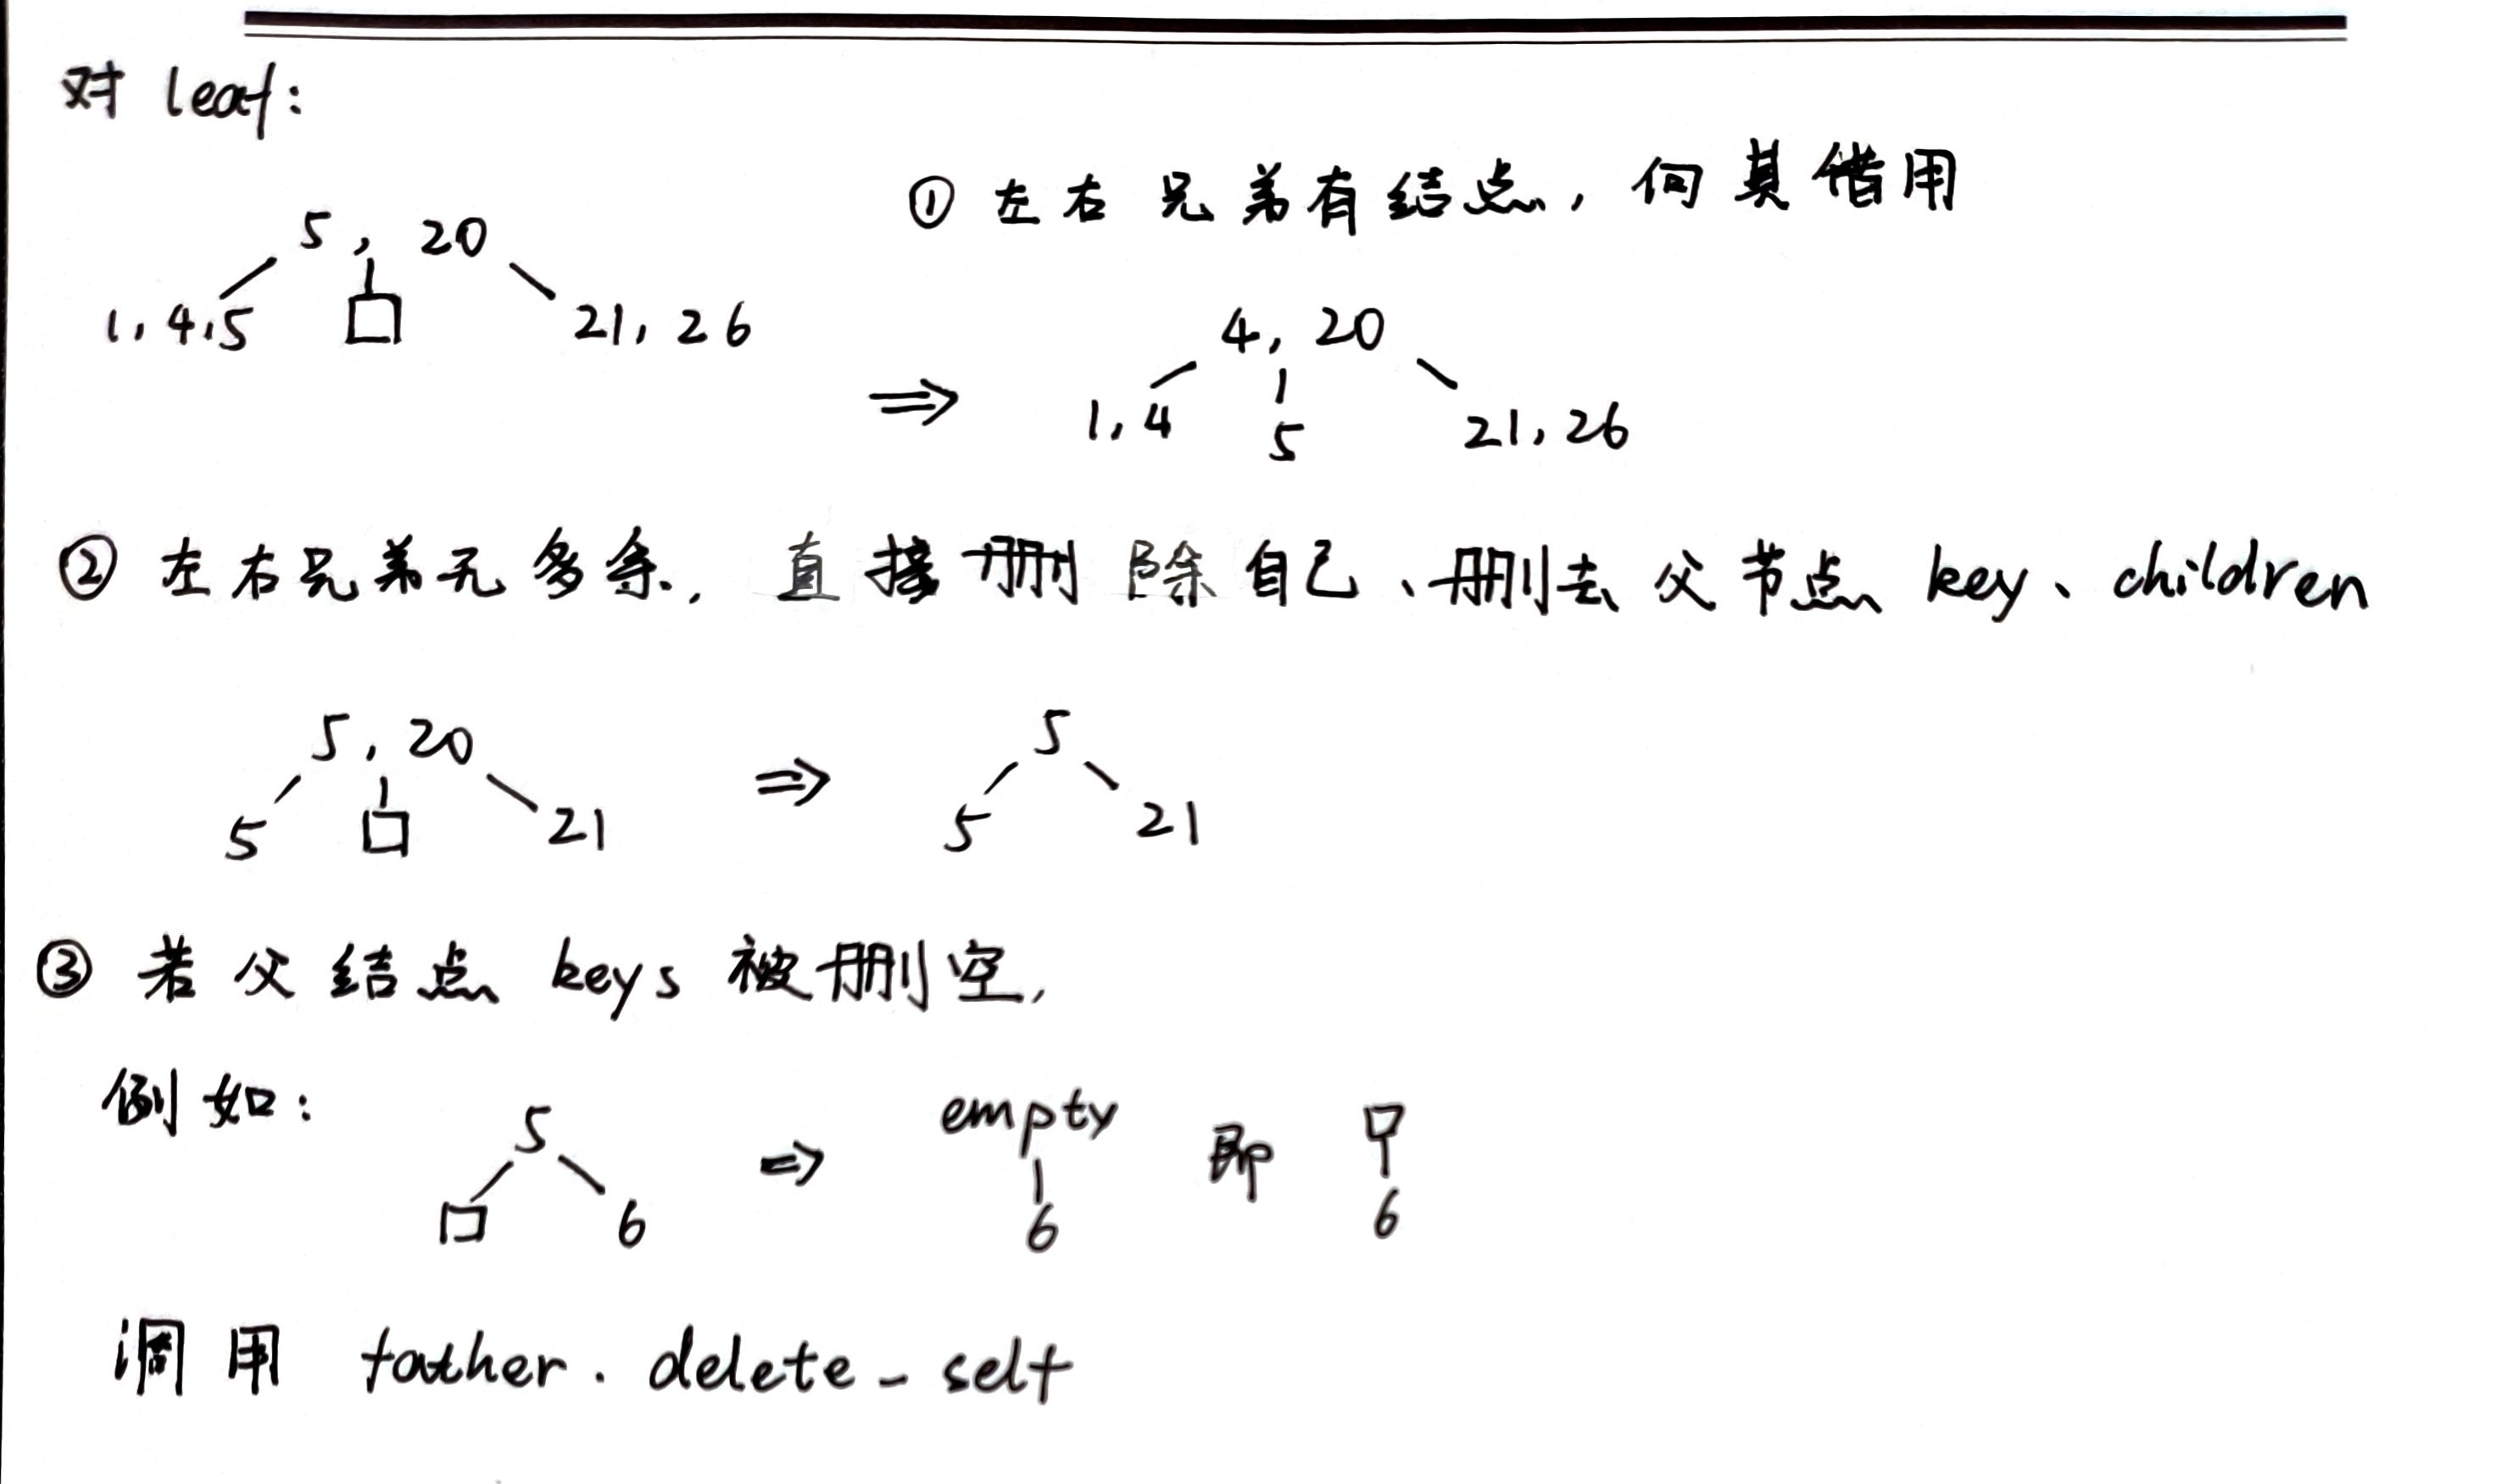 对 leaf:
① 左右兄弟有结点，向其借用
5, 20
1, 4, 5 21, 26
⇒
4, 20
1, 4 5 21, 26
② 左右兄弟无多余，直接删除自己、删去父节点 key、children
5, 20 ⇒ 5
5 21 5 21
③ 若父结点 keys 被删空,
例如:
5 ⇒ empty 即
6 6 6
调用 father. delete_self